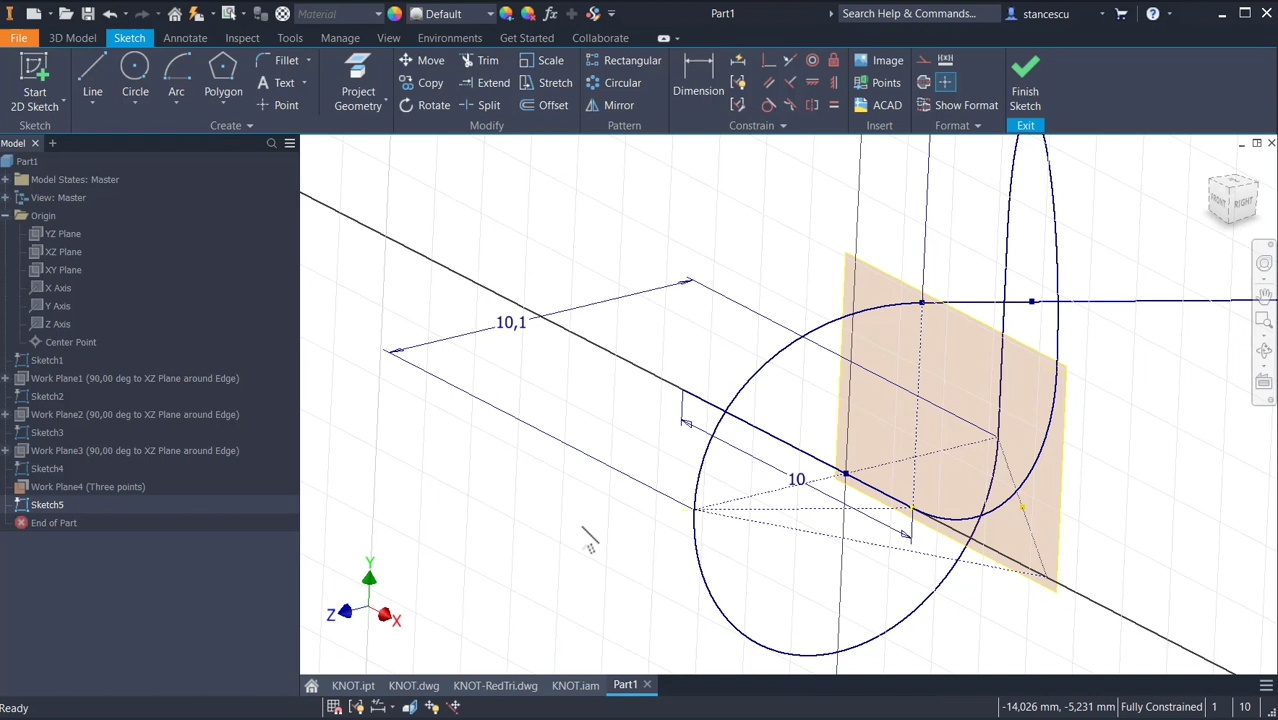 Material
Default
Part1
Search Help & Commands...
stancescu
File
3D Model
Sketch
Annotate
Inspect
Tools
Manage
View
Environments
Get Started
Collaborate
Start
2D Sketch
Line
Circle
Arc
Polygon
Fillet
Text
Point
Project
Geometry
Move
Copy
Rotate
Trim
Extend
Split
Scale
Stretch
Offset
Rectangular
Circular
Mirror
Dimension
Image
Points
ACAD
Show Format
Finish
Sketch
Sketch
Create
Modify
Pattern
Constrain
Insert
Format
Exit
Model
Part1
Model States: Master
View: Master
Origin
YZ Plane
XZ Plane
XY Plane
X Axis
Y Axis
Z Axis
Center Point
Sketch1
Work Plane1 (90,00 deg to XZ Plane around Edge)
Sketch2
Work Plane2 (90,00 deg to XZ Plane around Edge)
Sketch3
Work Plane3 (90,00 deg to XZ Plane around Edge)
Sketch4
Work Plane4 (Three points)
Sketch5
End of Part
10,1
10
FRONT
RIGHT
Y
Z
X
KNOT.ipt
KNOT.dwg
KNOT-RedTri.dwg
KNOT.iam
Part1
Ready
-14,026 mm, -5,231 mm
Fully Constrained
1
10